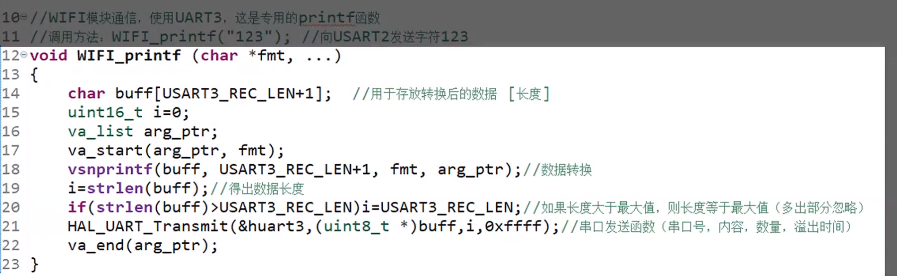 10 //WIFI模块通信，使用UART3，这是专用的printf函数
11 //调用方法：WIFI_printf("123"); //向USART2发送字符123
12 void WIFI_printf (char *fmt, ...)
13 {
14 char buff[USART3_REC_LEN+1]; //用于存放转换后的数据 [长度]
15 uint16_t i=0;
16 va_list arg_ptr;
17 va_start(arg_ptr, fmt);
18 vsnprintf(buff, USART3_REC_LEN+1, fmt, arg_ptr);//数据转换
19 i=strlen(buff);//得出数据长度
20 if(strlen(buff)>USART3_REC_LEN)i=USART3_REC_LEN;//如果长度大于最大值，则长度等于最大值（多出部分忽略）
21 HAL_UART_Transmit(&huart3,(uint8_t *)buff,i,0xffff);//串口发送函数（串口号，内容，数量，溢出时间）
22 va_end(arg_ptr);
23 }